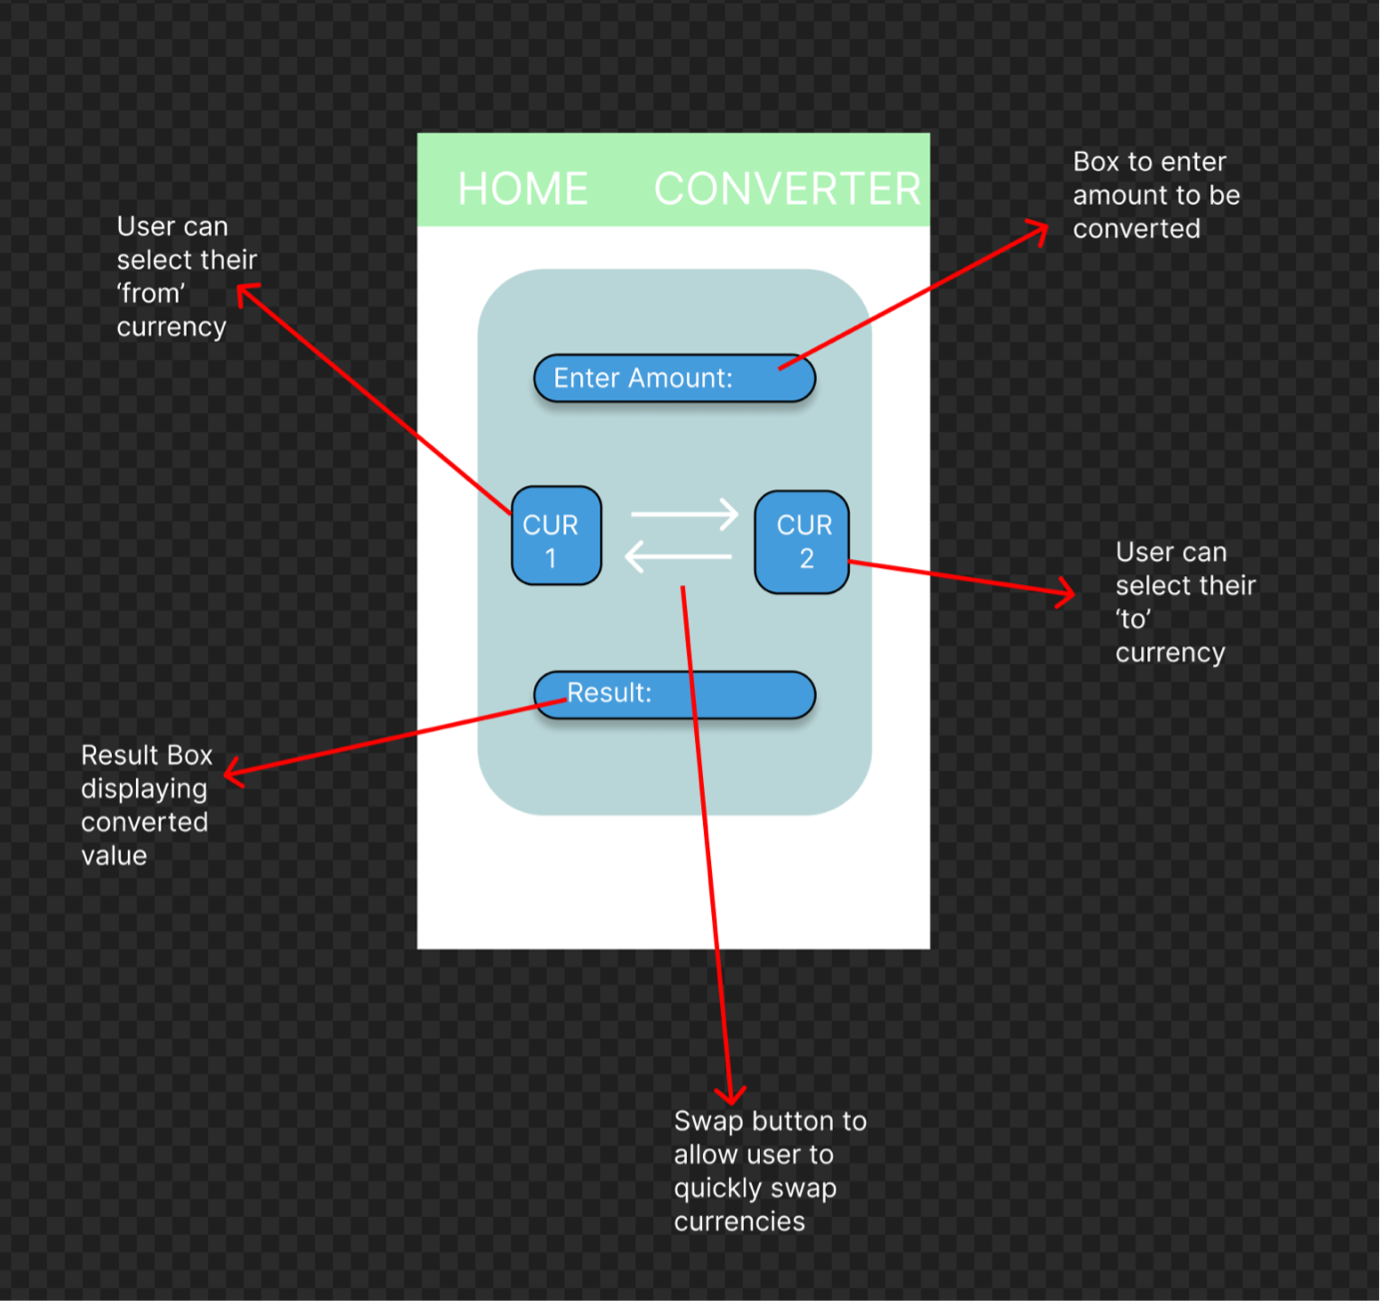 HOME CONVERTER
Box to enter
amount to be
converted
User can
select their
‘from’
currency
Enter Amount:
CUR
1
CUR
2
User can
select their
‘to’
currency
Result:
Result Box
displaying
converted
value
Swap button to
allow user to
quickly swap
currencies